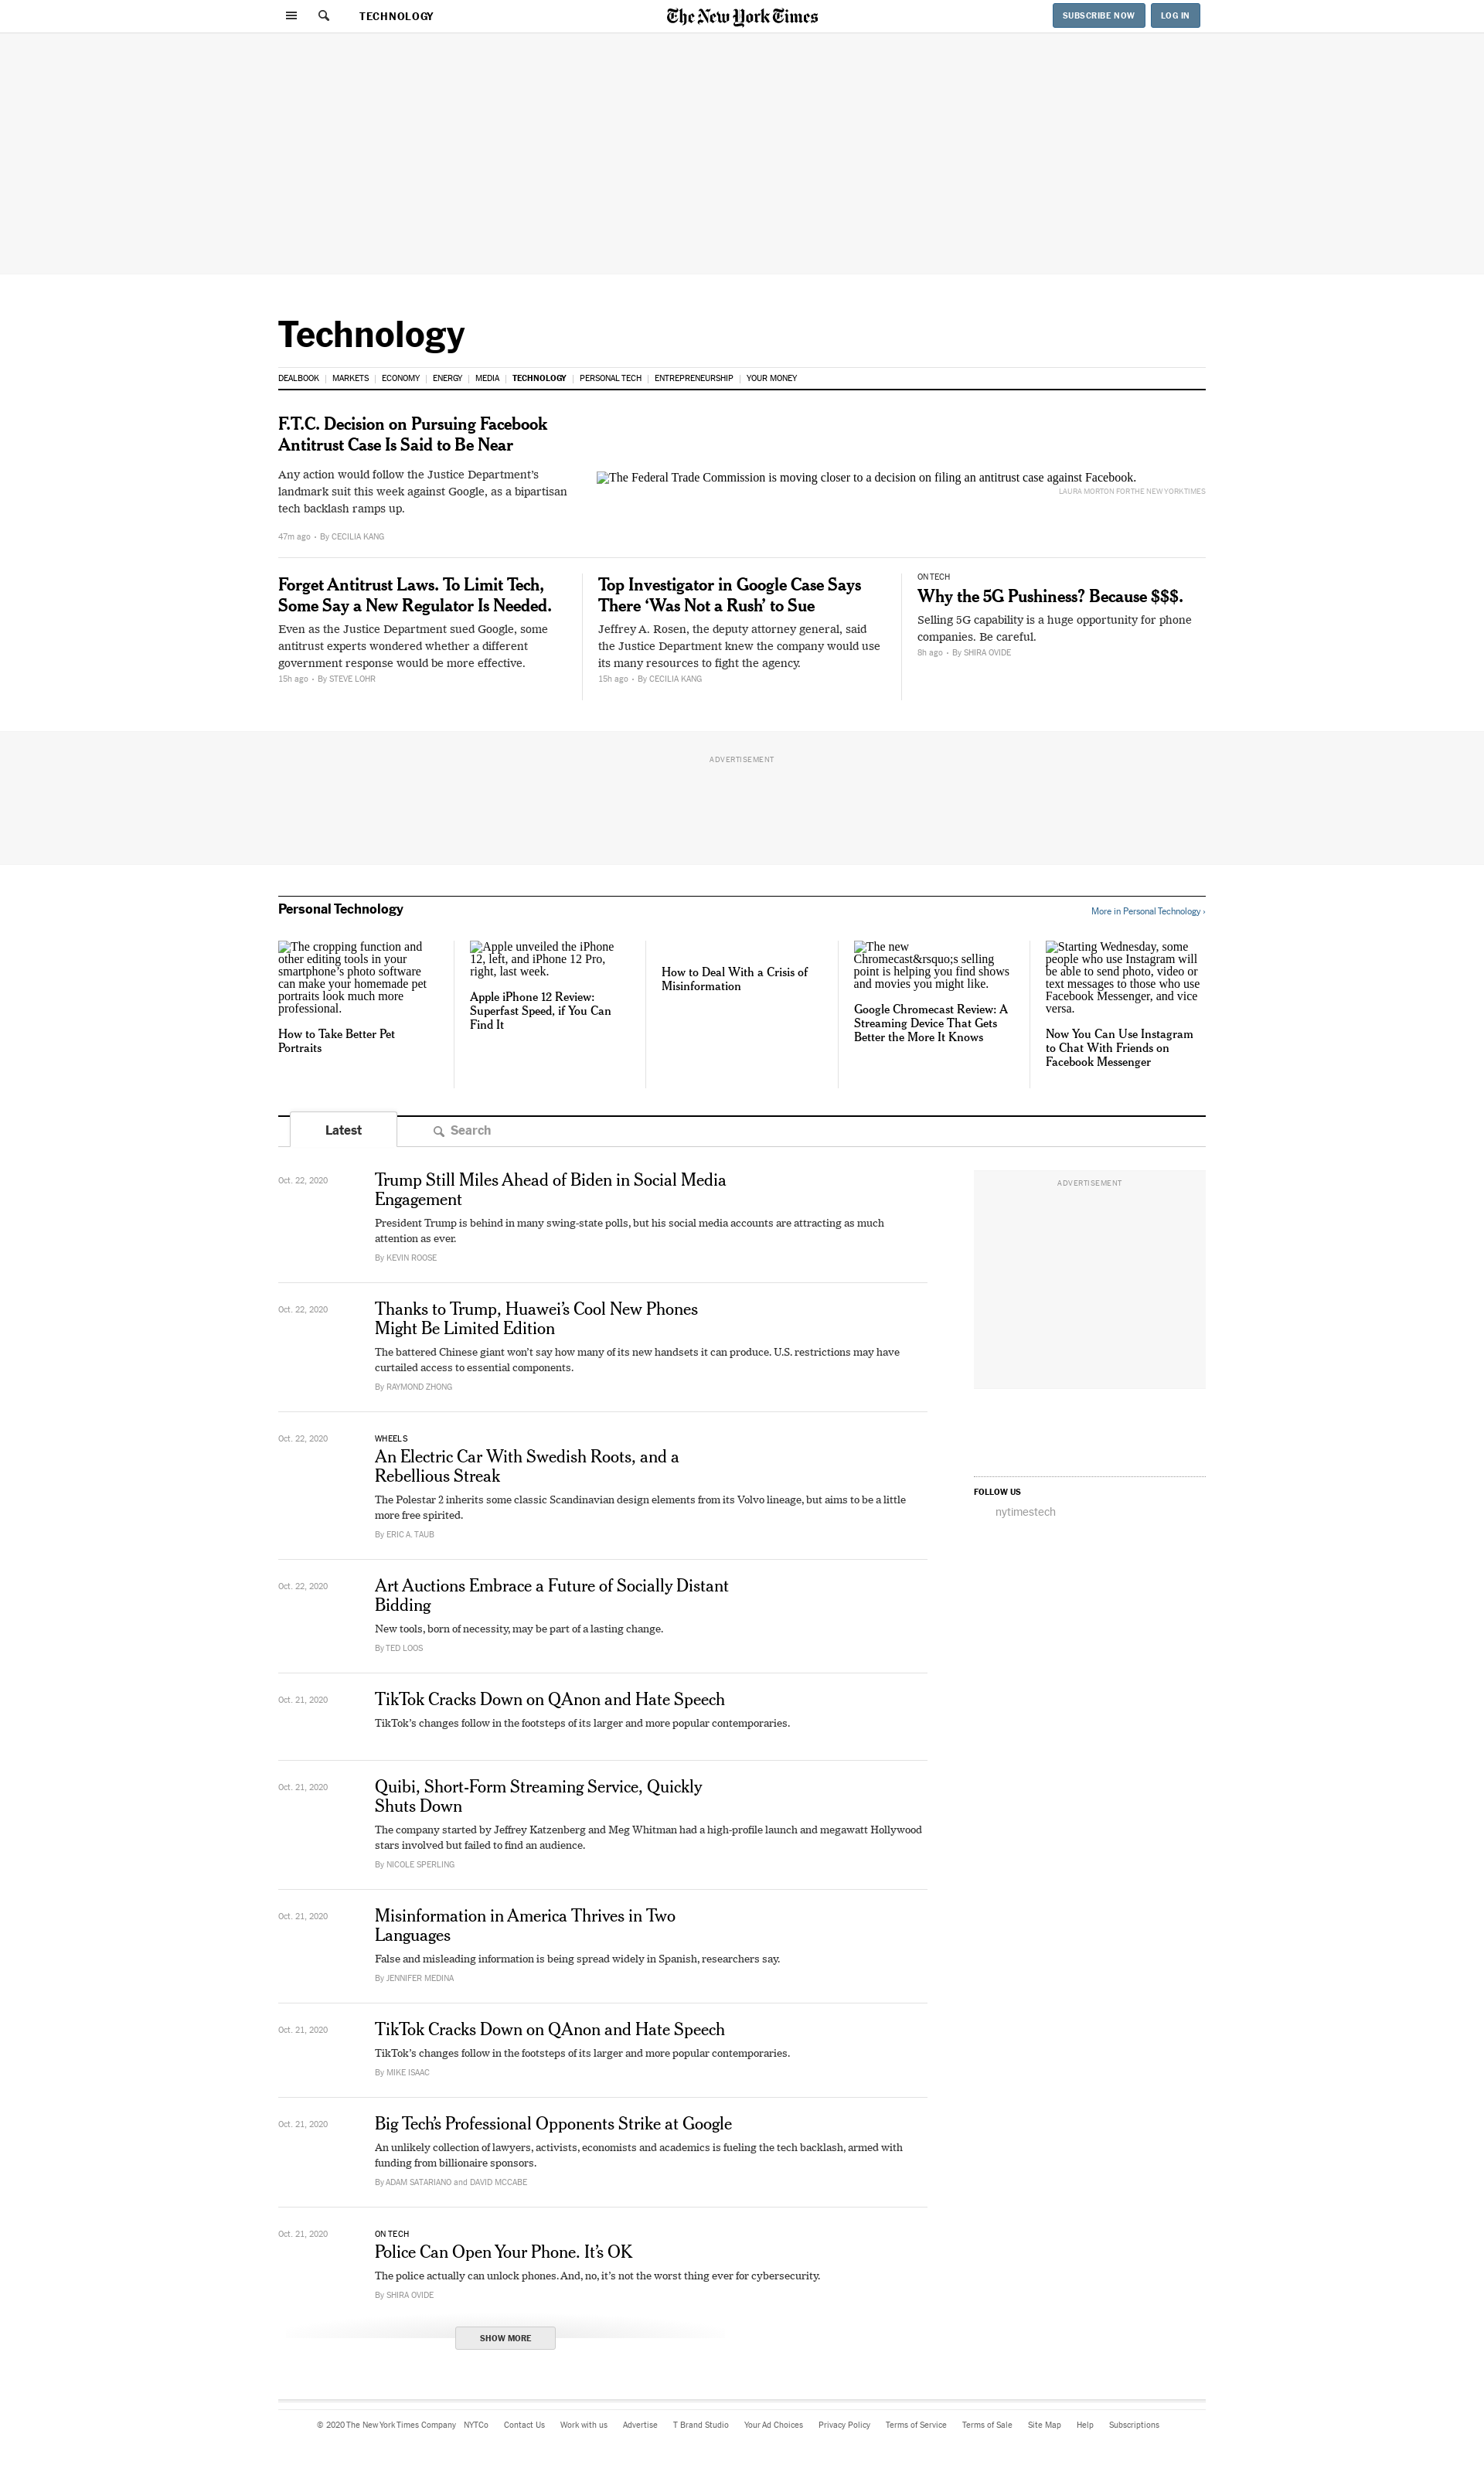 TECHNOLOGY
The New York Times
SUBSCRIBE NOW
LOG IN
Technology
DEALBOOK | MARKETS | ECONOMY | ENERGY | MEDIA | TECHNOLOGY | PERSONAL TECH | ENTREPRENEURSHIP | YOUR MONEY
F.T.C. Decision on Pursuing Facebook
Antitrust Case Is Said to Be Near
Any action would follow the Justice Department’s
landmark suit this week against Google, as a bipartisan
tech backlash ramps up.
47m ago • By CECILIA KANG
The Federal Trade Commission is moving closer to a decision on filing an antitrust case against Facebook.
LAURA MORTON FOR THE NEW YORK TIMES
Forget Antitrust Laws. To Limit Tech,
Some Say a New Regulator Is Needed.
Even as the Justice Department sued Google, some
antitrust experts wondered whether a different
government response would be more effective.
15h ago • By STEVE LOHR
Top Investigator in Google Case Says
There ‘Was Not a Rush’ to Sue
Jeffrey A. Rosen, the deputy attorney general, said
the Justice Department knew the company would use
its many resources to fight the agency.
15h ago • By CECILIA KANG
ON TECH
Why the 5G Pushiness? Because $$$.
Selling 5G capability is a huge opportunity for phone
companies. Be careful.
8h ago • By SHIRA OVIDE
ADVERTISEMENT
Personal Technology
More in Personal Technology ›
The cropping function and
other editing tools in your
smartphone’s photo software
can make your homemade pet
portraits look much more
professional.
How to Take Better Pet
Portraits
Apple unveiled the iPhone
12, left, and iPhone 12 Pro,
right, last week.
Apple iPhone 12 Review:
Superfast Speed, if You Can
Find It
How to Deal With a Crisis of
Misinformation
The new
Chromecast&rsquo;s selling
point is helping you find shows
and movies you might like.
Google Chromecast Review: A
Streaming Device That Gets
Better the More It Knows
Starting Wednesday, some
people who use Instagram will
be able to send photo, video or
text messages to those who use
Facebook Messenger, and vice
versa.
Now You Can Use Instagram
to Chat With Friends on
Facebook Messenger
Latest
Search
Oct. 22, 2020
Trump Still Miles Ahead of Biden in Social Media
Engagement
President Trump is behind in many swing-state polls, but his social media accounts are attracting as much
attention as ever.
By KEVIN ROOSE
ADVERTISEMENT
Oct. 22, 2020
Thanks to Trump, Huawei’s Cool New Phones
Might Be Limited Edition
The battered Chinese giant won’t say how many of its new handsets it can produce. U.S. restrictions may have
curtailed access to essential components.
By RAYMOND ZHONG
Oct. 22, 2020
WHEELS
An Electric Car With Swedish Roots, and a
Rebellious Streak
The Polestar 2 inherits some classic Scandinavian design elements from its Volvo lineage, but aims to be a little
more free spirited.
By ERIC A. TAUB
FOLLOW US
nytimestech
Oct. 22, 2020
Art Auctions Embrace a Future of Socially Distant
Bidding
New tools, born of necessity, may be part of a lasting change.
By TED LOOS
Oct. 21, 2020
TikTok Cracks Down on QAnon and Hate Speech
TikTok’s changes follow in the footsteps of its larger and more popular contemporaries.
Oct. 21, 2020
Quibi, Short-Form Streaming Service, Quickly
Shuts Down
The company started by Jeffrey Katzenberg and Meg Whitman had a high-profile launch and megawatt Hollywood
stars involved but failed to find an audience.
By NICOLE SPERLING
Oct. 21, 2020
Misinformation in America Thrives in Two
Languages
False and misleading information is being spread widely in Spanish, researchers say.
By JENNIFER MEDINA
Oct. 21, 2020
TikTok Cracks Down on QAnon and Hate Speech
TikTok’s changes follow in the footsteps of its larger and more popular contemporaries.
By MIKE ISAAC
Oct. 21, 2020
Big Tech’s Professional Opponents Strike at Google
An unlikely collection of lawyers, activists, economists and academics is fueling the tech backlash, armed with
funding from billionaire sponsors.
By ADAM SATARIANO and DAVID MCCABE
Oct. 21, 2020
ON TECH
Police Can Open Your Phone. It’s OK
The police actually can unlock phones. And, no, it’s not the worst thing ever for cybersecurity.
By SHIRA OVIDE
SHOW MORE
© 2020 The New York Times Company NYTCo Contact Us Work with us Advertise T Brand Studio Your Ad Choices Privacy Policy Terms of Service Terms of Sale Site Map Help Subscriptions